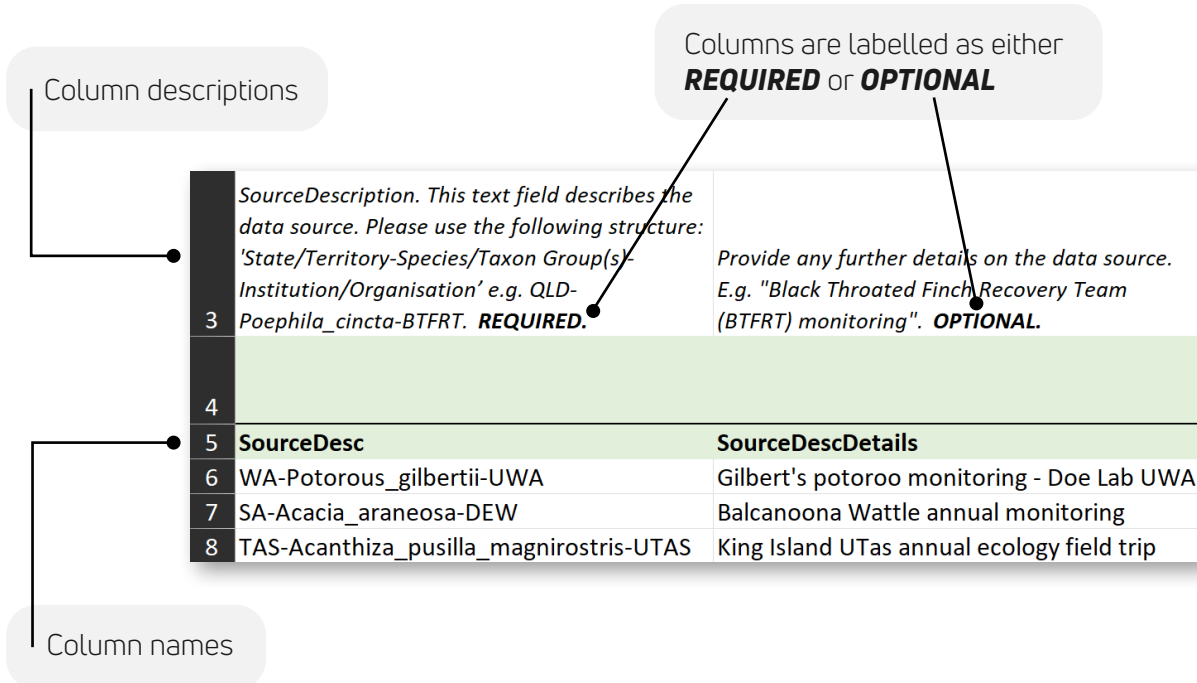 Columns are labelled as either
REQUIRED or OPTIONAL
Column descriptions
SourceDescription. This text field describes the
data source. Please use the following structure:
'State/Territory-Species/Taxon Group(s)-
Institution/Organisation’ e.g. QLD-
3 Poephila_cincta-BTFRT. REQUIRED.
Provide any further details on the data source.
E.g. "Black Throated Finch Recovery Team
(BTFRT) monitoring". OPTIONAL.
4
5 SourceDesc SourceDescDetails
6 WA-Potorous_gilbertii-UWA Gilbert's potoroo monitoring - Doe Lab UWA
7 SA-Acacia_araneosa-DEW Balcanoona Wattle annual monitoring
8 TAS-Acanthiza_pusilla_magnirostris-UTAS King Island UTas annual ecology field trip
Column names